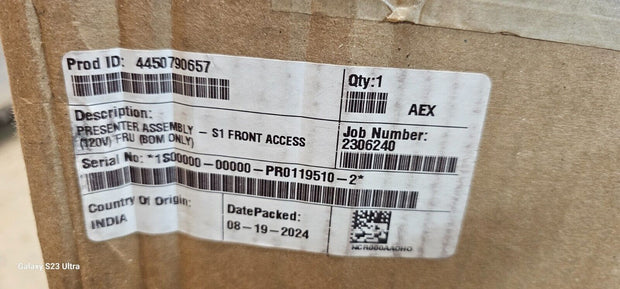 Prod ID: 4450790657
Qty:1
AEX
Description:
PRESENTER ASSEMBLY - S1 FRONT ACCESS
(120V) FRU (BOM ONLY)
Job Number:
2306240
Serial No: *1S00000-00000-PR0119510-2*
Country Of Origin:
INDIA
DatePacked:
08-19-2024
Galaxy S23 Ultra